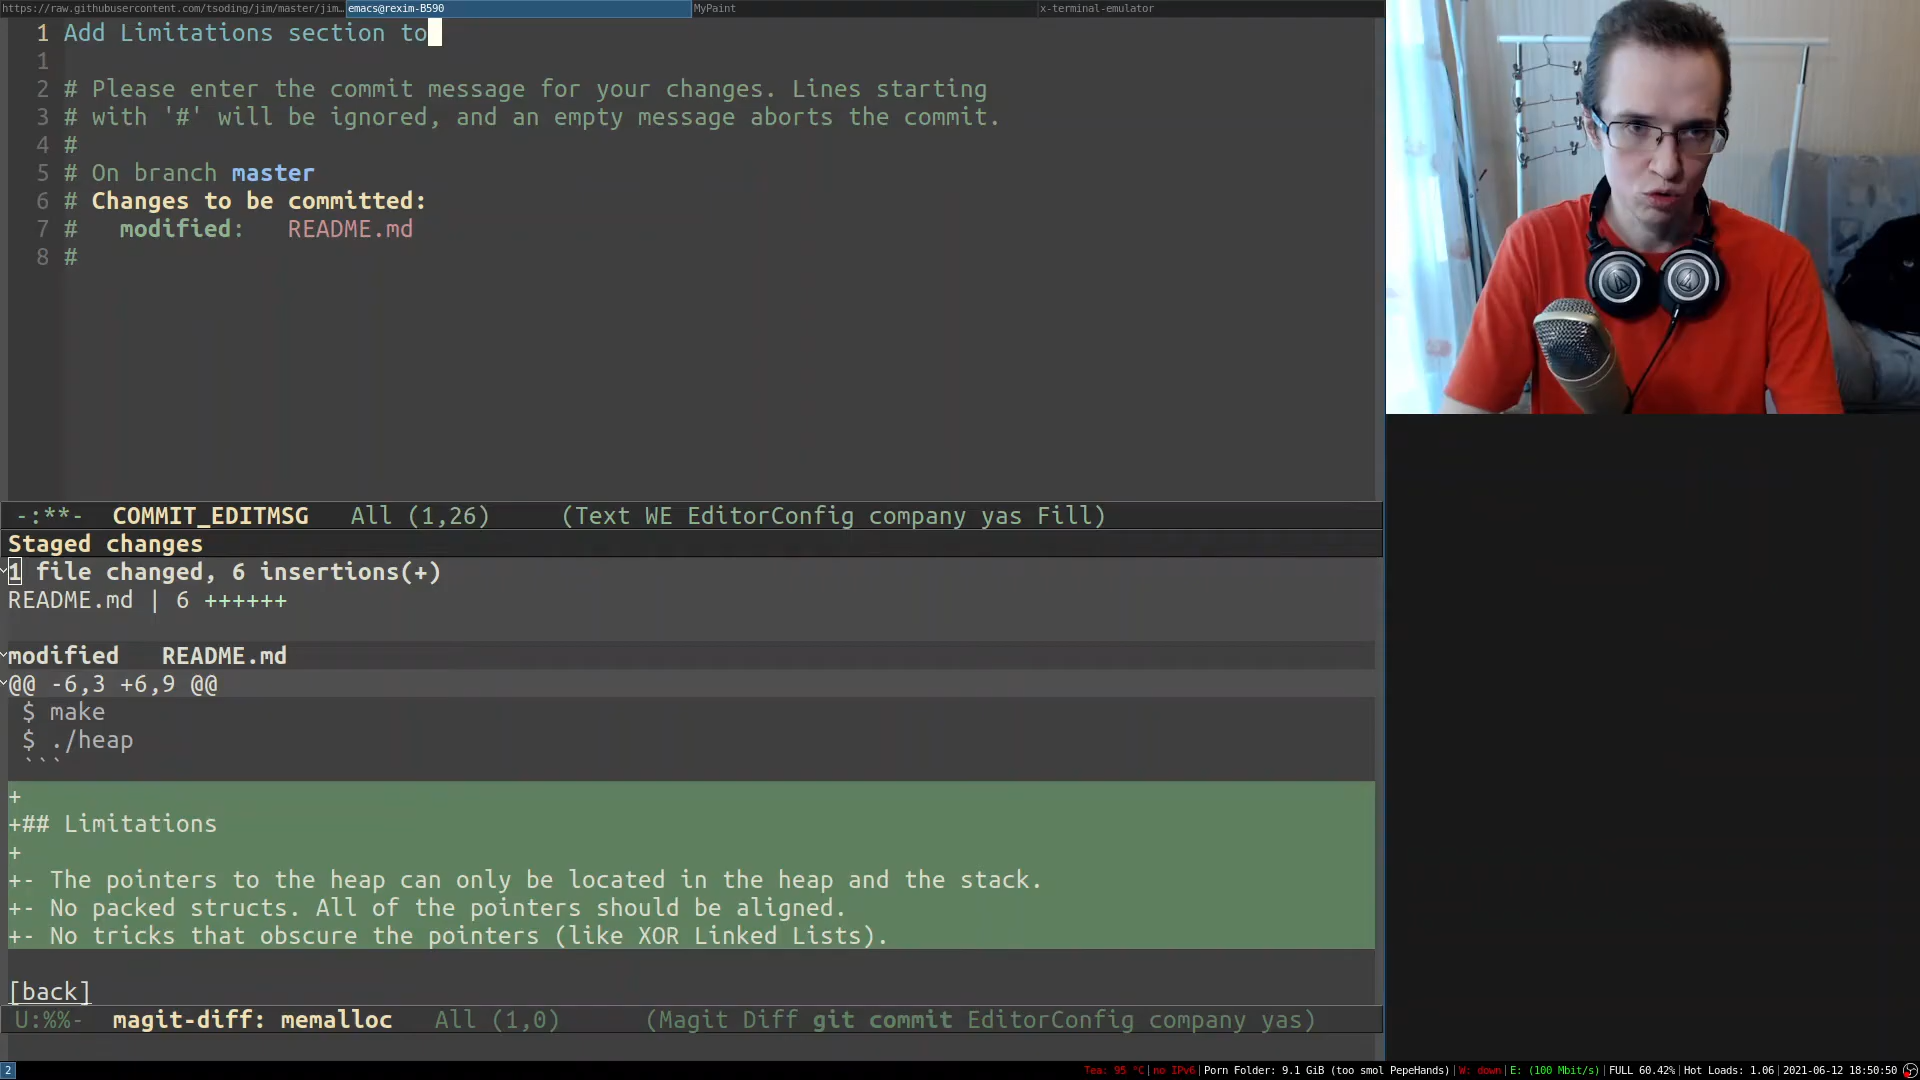 https://raw.githubusercontent.com/tsoding/jim/master/jim… emacs@rexim-B590 MyPaint x-terminal-emulator
1 Add Limitations section to
1
2 # Please enter the commit message for your changes. Lines starting
3 # with '#' will be ignored, and an empty message aborts the commit.
4 #
5 # On branch master
6 # Changes to be committed:
7 #   modified:   README.md
8 #
-:**-  COMMIT_EDITMSG   All (1,26)     (Text WE EditorConfig company yas Fill)
Staged changes
1 file changed, 6 insertions(+)
README.md | 6 ++++++
modified   README.md
@@ -6,3 +6,9 @@
$ make
$ ./heap
```
+
+## Limitations
+
+- The pointers to the heap can only be located in the heap and the stack.
+- No packed structs. All of the pointers should be aligned.
+- No tricks that obscure the pointers (like XOR Linked Lists).
[back]
U:%%-  magit-diff: memalloc   All (1,0)      (Magit Diff git commit EditorConfig company yas)
2 Tea: 95 °C|no IPv6|Porn Folder: 9.1 GiB (too smol PepeHands)|W: down|E: (100 Mbit/s)|FULL 60.42%|Hot Loads: 1.06|2021-06-12 18:50:50